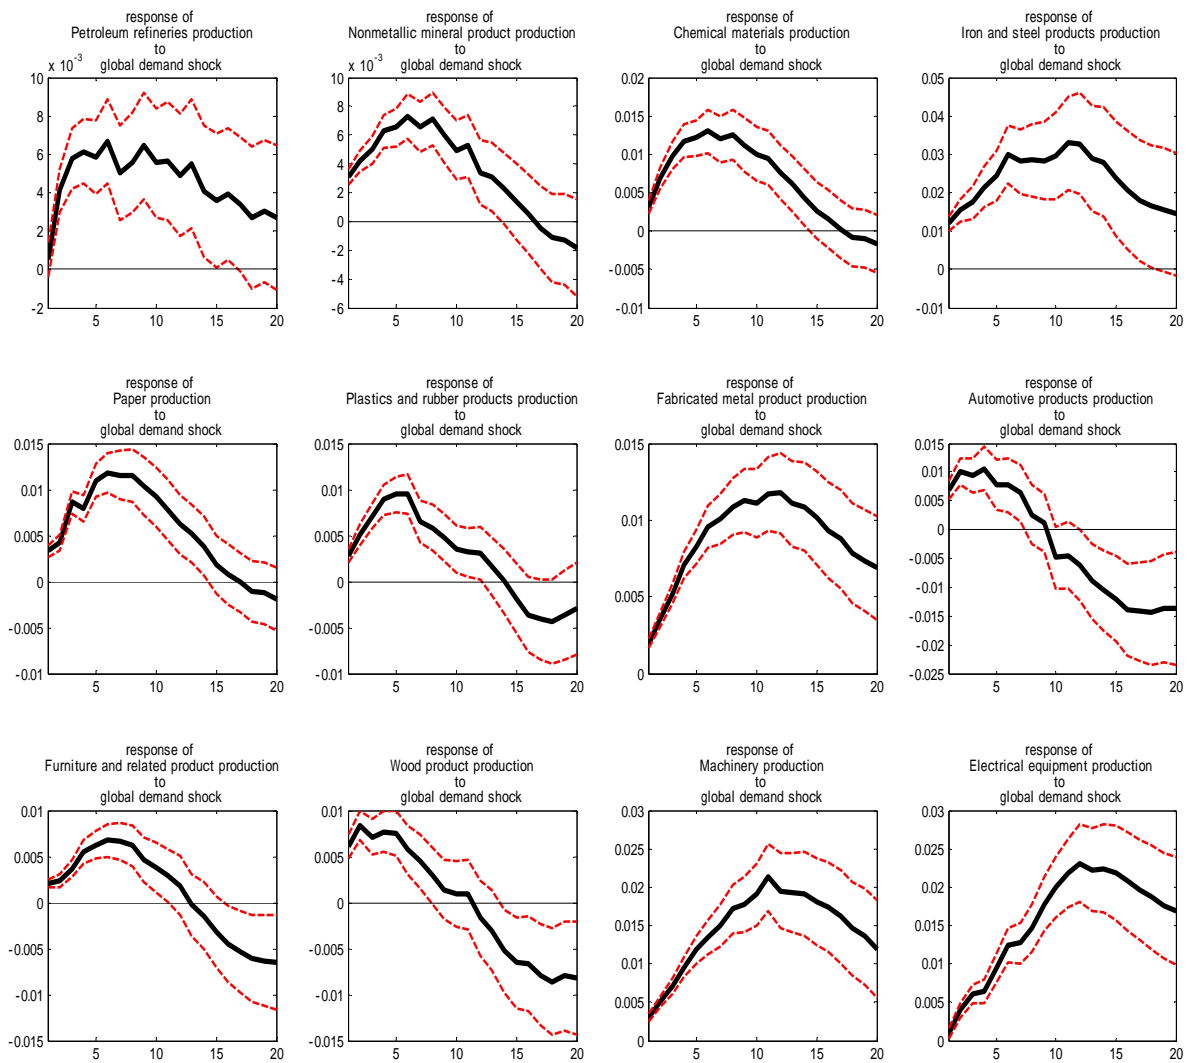 response of
Petroleum refineries production
to
global demand shock
x 10^-3
10
8
6
4
2
0
-2
5
10
15
20
response of
Nonmetallic mineral product production
to
global demand shock
x 10^-3
10
8
6
4
2
0
-2
-4
-6
5
10
15
20
response of
Chemical materials production
to
global demand shock
0.02
0.015
0.01
0.005
0
-0.005
-0.01
5
10
15
20
response of
Iron and steel products production
to
global demand shock
0.05
0.04
0.03
0.02
0.01
0
-0.01
5
10
15
20
response of
Paper production
to
global demand shock
0.015
0.01
0.005
0
-0.005
-0.01
5
10
15
20
response of
Plastics and rubber products production
to
global demand shock
0.015
0.01
0.005
0
-0.005
-0.01
5
10
15
20
response of
Fabricated metal product production
to
global demand shock
0.015
0.01
0.005
0
5
10
15
20
response of
Automotive products production
to
global demand shock
0.015
0.01
0.005
0
-0.005
-0.01
-0.015
-0.02
-0.025
5
10
15
20
response of
Furniture and related product production
to
global demand shock
0.01
0.005
0
-0.005
-0.01
-0.015
5
10
15
20
response of
Wood product production
to
global demand shock
0.01
0.005
0
-0.005
-0.01
-0.015
5
10
15
20
response of
Machinery production
to
global demand shock
0.03
0.025
0.02
0.015
0.01
0.005
0
5
10
15
20
response of
Electrical equipment production
to
global demand shock
0.03
0.025
0.02
0.015
0.01
0.005
0
5
10
15
20